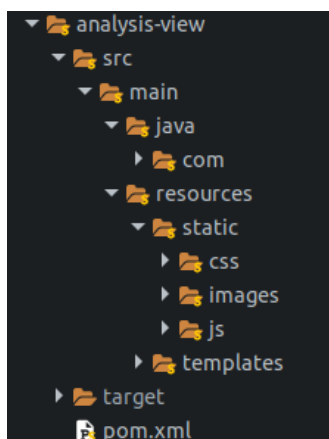 analysis-view
src
main
java
com
resources
static
css
images
js
templates
target
pom.xml